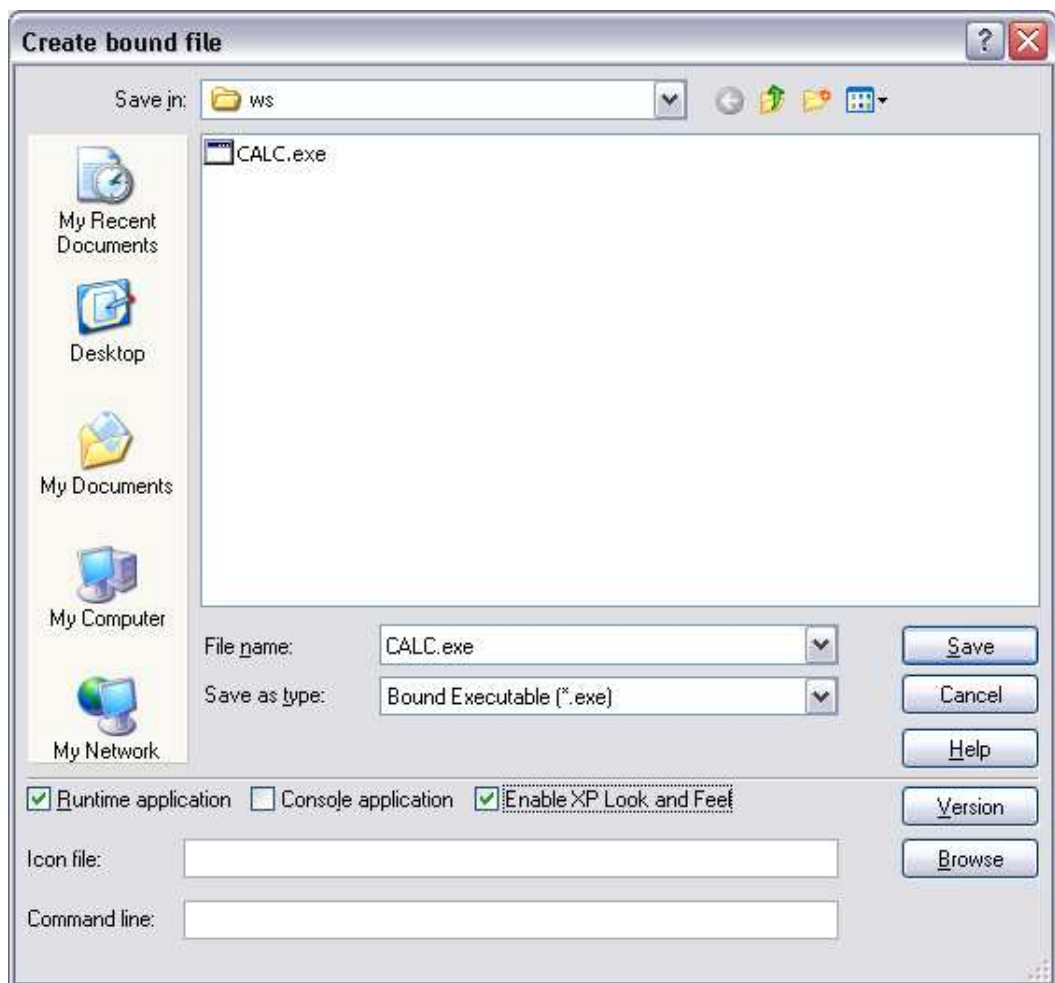 Create bound file
Save in:
ws
CALC.exe
My Recent
Documents
Desktop
My Documents
My Computer
My Network
File name:
CALC.exe
Save
Save as type:
Bound Executable (*.exe)
Cancel
Help
Runtime application
Console application
Enable XP Look and Feel
Version
Icon file:
Browse
Command line: